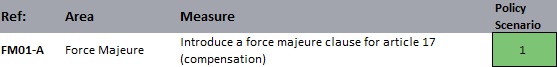 Ref: Area Measure Policy Scenario
FM01-A Force Majeure Introduce a force majeure clause for article 17 (compensation) 1